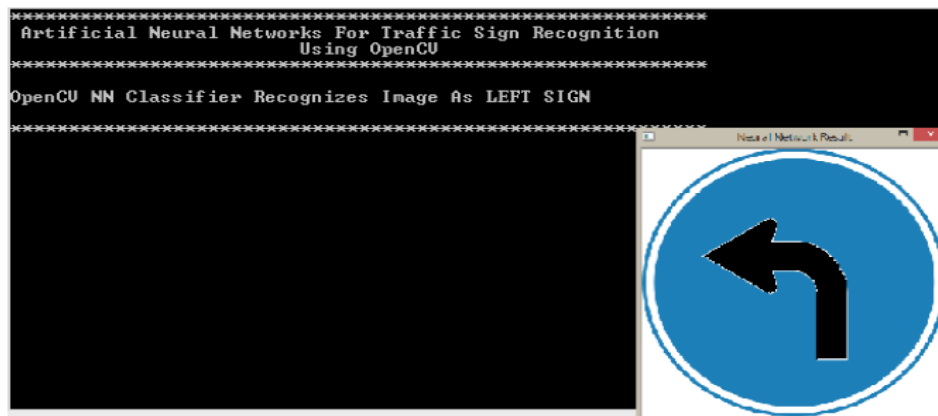 **********************************************************
Artificial Neural Networks For Traffic Sign Recognition
Using OpenCV
**********************************************************
OpenCV NN Classifier Recognizes Image As LEFT SIGN
**********************************************************
Neural Network Result